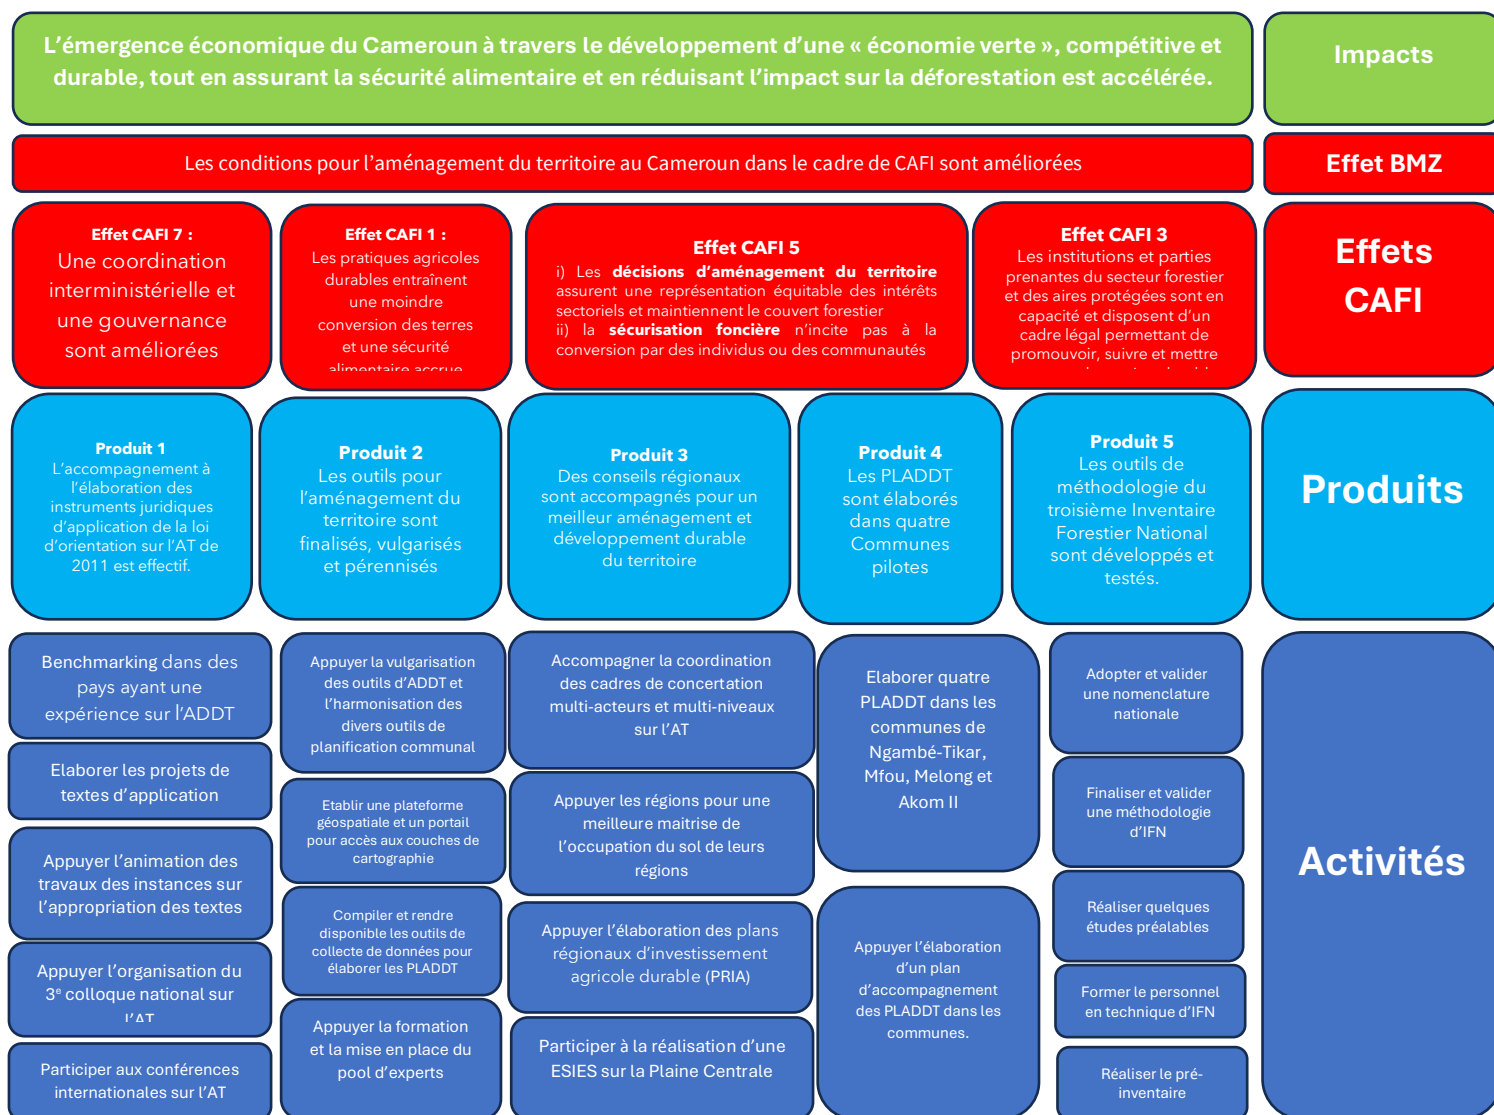 L'émergence économique du Cameroun à travers le développement d'une « économie verte », compétitive et
durable, tout en assurant la sécurité alimentaire et en réduisant l'impact sur la déforestation est accélérée.
Impacts
Les conditions pour l'aménagement du territoire au Cameroun dans le cadre de CAFI sont améliorées
Effet BMZ
Effet CAFI 7 :
Une coordination
interministérielle et
une gouvernance
sont améliorées
Effet CAFI 1 :
Les pratiques agricoles
durables entraînent
une moindre
conversion des terres
et une sécurité
alimentaire accrue
Effet CAFI 5
i) Les décisions d'aménagement du territoire
assurent une représentation équitable des intérêts
sectoriels et maintiennent le couvert forestier
ii) la sécurisation foncière n'incite pas à la
conversion par des individus ou des communautés
Effet CAFI 3
Les institutions et parties
prenantes du secteur forestier
et des aires protégées sont en
capacité et disposent d'un
cadre légal permettant de
promouvoir, suivre et mettre
Effets
CAFI
Produit 1
L'accompagnement à
l'élaboration des
instruments juridiques
d'application de la loi
d'orientation sur l'AT de
2011 est effectif.
Produit 2
Les outils pour
l'aménagement du
territoire sont
finalisés, vulgarisés
et pérennisés
Produit 3
Des conseils régionaux
sont accompagnés pour un
meilleur aménagement et
développement durable
du territoire
Produit 4
Les PLADDT
sont élaborés
dans quatre
Communes
pilotes
Produit 5
Les outils de
méthodologie du
troisième Inventaire
Forestier National
sont développés et
testés.
Produits
Benchmarking dans des
pays ayant une
expérience sur l'ADDT
Elaborer les projets de
textes d'application
Appuyer l'animation des
travaux des instances sur
l'appropriation des textes
Appuyer l'organisation du
3e colloque national sur
l'AT
Participer aux conférences
internationales sur l'AT
Appuyer la vulgarisation
des outils d'ADDT et
l'harmonisation des
divers outils de
planification communal
Etablir une plateforme
géospatiale et un portail
pour accès aux couches de
cartographie
Compiler et rendre
disponible les outils de
collecte de données pour
élaborer les PLADDT
Appuyer la formation
et la mise en place du
pool d'experts
Accompagner la coordination
des cadres de concertation
multi-acteurs et multi-niveaux
sur l'AT
Appuyer les régions pour une
meilleure maitrise de
l'occupation du sol de leurs
régions
Appuyer l'élaboration des plans
régionaux d'investissement
agricole durable (PRIA)
Participer à la réalisation d'une
ESIES sur la Plaine Centrale
Elaborer quatre
PLADDT dans les
communes de
Ngambé-Tikar,
Mfou, Melong et
Akom II
Appuyer l'élaboration
d'un plan
d'accompagnement
des PLADDT dans les
communes.
Adopter et valider
une nomenclature
nationale
Finaliser et valider
une méthodologie
d'IFN
Réaliser quelques
études préalables
Former le personnel
en technique d'IFN
Réaliser le pré-
inventaire
Activités